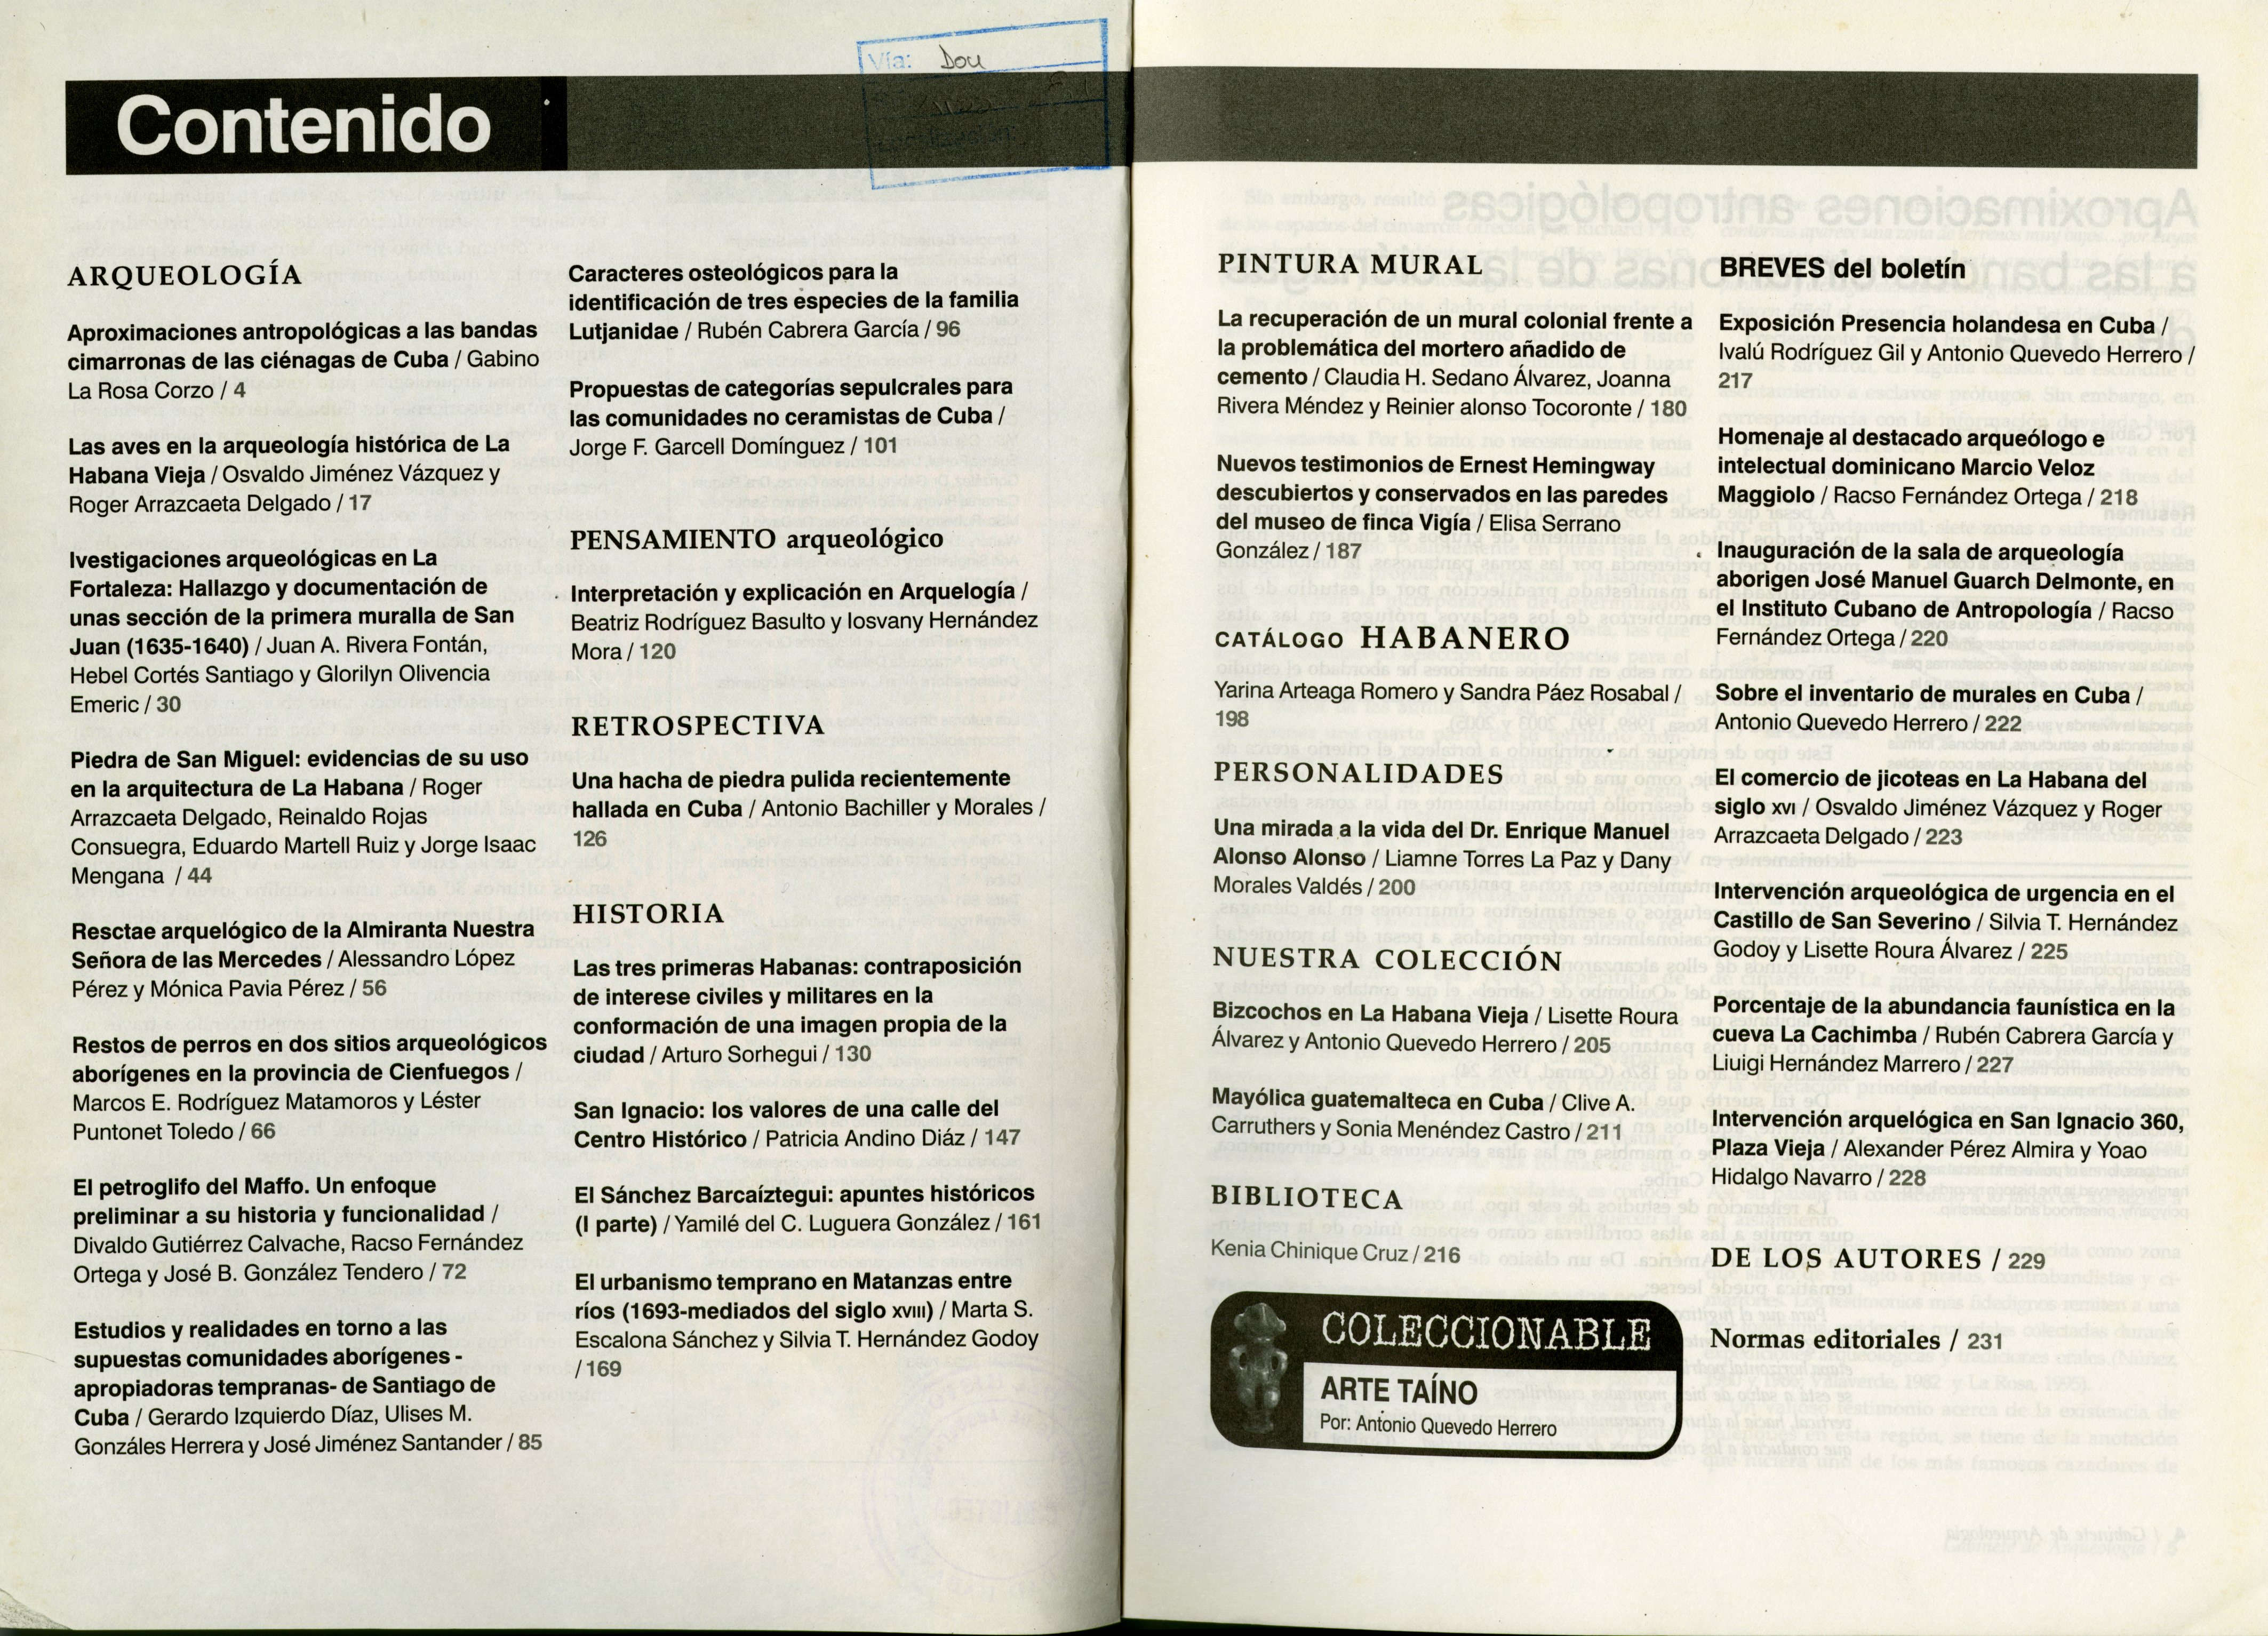 Vía: Dou
Contenido
ARQUEOLOGÍA
Aproximaciones antropológicas a las bandas
cimarronas de las ciénagas de Cuba / Gabino
La Rosa Corzo / 4
Las aves en la arqueología histórica de La
Habana Vieja / Osvaldo Jiménez Vázquez y
Roger Arrazcaeta Delgado / 17
Ivestigaciones arqueológicas en La
Fortaleza: Hallazgo y documentación de
unas sección de la primera muralla de San
Juan (1635-1640) / Juan A. Rivera Fontán,
Hebel Cortés Santiago y Glorilyn Olivencia
Emeric / 30
Piedra de San Miguel: evidencias de su uso
en la arquitectura de La Habana / Roger
Arrazcaeta Delgado, Reinaldo Rojas
Consuegra, Eduardo Martell Ruiz y Jorge Isaac
Mengana / 44
Resctae arquelógico de la Almiranta Nuestra
Señora de las Mercedes / Alessandro López
Pérez y Mónica Pavia Pérez / 56
Restos de perros en dos sitios arqueológicos
aborígenes en la provincia de Cienfuegos /
Marcos E. Rodríguez Matamoros y Léster
Puntonet Toledo / 66
El petroglifo del Maffo. Un enfoque
preliminar a su historia y funcionalidad /
Divaldo Gutiérrez Calvache, Racso Fernández
Ortega y José B. González Tendero / 72
Estudios y realidades en torno a las
supuestas comunidades aborígenes -
apropiadoras tempranas- de Santiago de
Cuba / Gerardo Izquierdo Díaz, Ulises M.
Gonzáles Herrera y José Jiménez Santander / 85
Caracteres osteológicos para la
identificación de tres especies de la familia
Lutjanidae / Rubén Cabrera García / 96
Propuestas de categorías sepulcrales para
las comunidades no ceramistas de Cuba /
Jorge F. Garcell Domínguez / 101
PENSAMIENTO arqueológico
Interpretación y explicación en Arquelogía /
Beatriz Rodríguez Basulto y Iosvany Hernández
Mora / 120
RETROSPECTIVA
Una hacha de piedra pulida recientemente
hallada en Cuba / Antonio Bachiller y Morales /
126
HISTORIA
Las tres primeras Habanas: contraposición
de interese civiles y militares en la
conformación de una imagen propia de la
ciudad / Arturo Sorhegui / 130
San Ignacio: los valores de una calle del
Centro Histórico / Patricia Andino Diáz / 147
El Sánchez Barcaíztegui: apuntes históricos
(I parte) / Yamilé del C. Luguera González / 161
El urbanismo temprano en Matanzas entre
ríos (1693-mediados del siglo XVIII) / Marta S.
Escalona Sánchez y Silvia T. Hernández Godoy
/ 169
PINTURA MURAL
La recuperación de un mural colonial frente a
la problemática del mortero añadido de
cemento / Claudia H. Sedano Álvarez, Joanna
Rivera Méndez y Reinier alonso Tocoronte / 180
Nuevos testimonios de Ernest Hemingway
descubiertos y conservados en las paredes
del museo de finca Vigía / Elisa Serrano
González / 187
CATÁLOGO HABANERO
Yarina Arteaga Romero y Sandra Páez Rosabal /
198
PERSONALIDADES
Una mirada a la vida del Dr. Enrique Manuel
Alonso Alonso / Liamne Torres La Paz y Dany
Morales Valdés / 200
NUESTRA COLECCIÓN
Bizcochos en La Habana Vieja / Lisette Roura
Álvarez y Antonio Quevedo Herrero / 205
Mayólica guatemalteca en Cuba / Clive A.
Carruthers y Sonia Menéndez Castro / 211
BIBLIOTECA
Kenia Chinique Cruz / 216
COLECCIONABLE
ARTE TAÍNO
Por: Antonio Quevedo Herrero
BREVES del boletín
Exposición Presencia holandesa en Cuba /
Ivalú Rodríguez Gil y Antonio Quevedo Herrero /
217
Homenaje al destacado arqueólogo e
intelectual dominicano Marcio Veloz
Maggiolo / Racso Fernández Ortega / 218
Inauguración de la sala de arqueología
aborigen José Manuel Guarch Delmonte, en
el Instituto Cubano de Antropología / Racso
Fernández Ortega / 220
Sobre el inventario de murales en Cuba /
Antonio Quevedo Herrero / 222
El comercio de jicoteas en La Habana del
siglo XVI / Osvaldo Jiménez Vázquez y Roger
Arrazcaeta Delgado / 223
Intervención arqueológica de urgencia en el
Castillo de San Severino / Silvia T. Hernández
Godoy y Lisette Roura Álvarez / 225
Porcentaje de la abundancia faunística en la
cueva La Cachimba / Rubén Cabrera García y
Lluigi Hernández Marrero / 227
Intervención arquelógica en San Ignacio 360,
Plaza Vieja / Alexander Pérez Almira y Yoao
Hidalgo Navarro / 228
DE LOS AUTORES / 229
Normas editoriales / 231